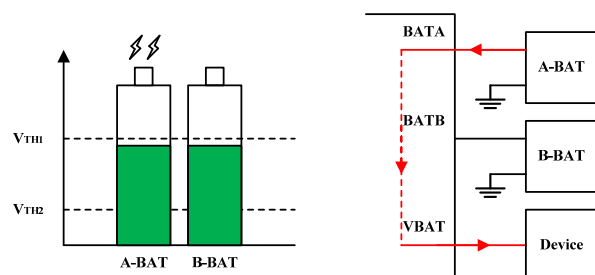 VTH1
VTH2
A-BAT B-BAT
BATA
A-BAT
BATB
B-BAT
VBAT
Device